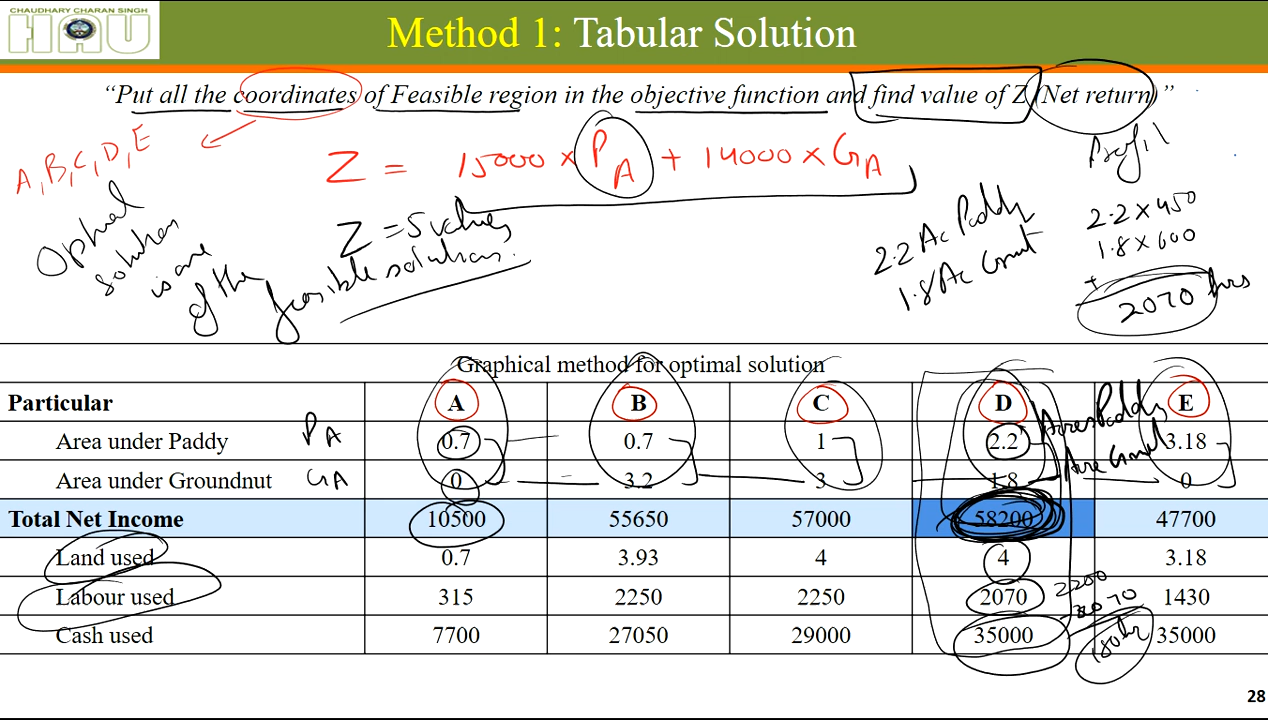 CHAUDHARY CHARAN SINGH
HAU
Method 1: Tabular Solution
“Put all the coordinates of Feasible region in the objective function and find value of Z (Net return)”
A, B, C, D, E
Z = 15000 × PA + 14000 × GA
Profit
Z = 5 values
feasible solutions.
Optimal
solution
is one
of the
feasible
2.2 Ac Paddy
1.8 Ac Gnut
2.2 × 450
1.8 × 600
+
2070 hrs
Graphical method for optimal solution
Particular A B C D E
Area under Paddy PA 0.7 0.7 1 2.2 Acres Paddy 3.18
Area under Groundnut GA 0 3.2 3 1.8 Acre Gnut 0
Total Net Income 10500 55650 57000 58200 47700
Land used 0.7 3.93 4 4 3.18
Labour used 315 2250 2250 2070 1430
Cash used 7700 27050 29000 35000 35000
28